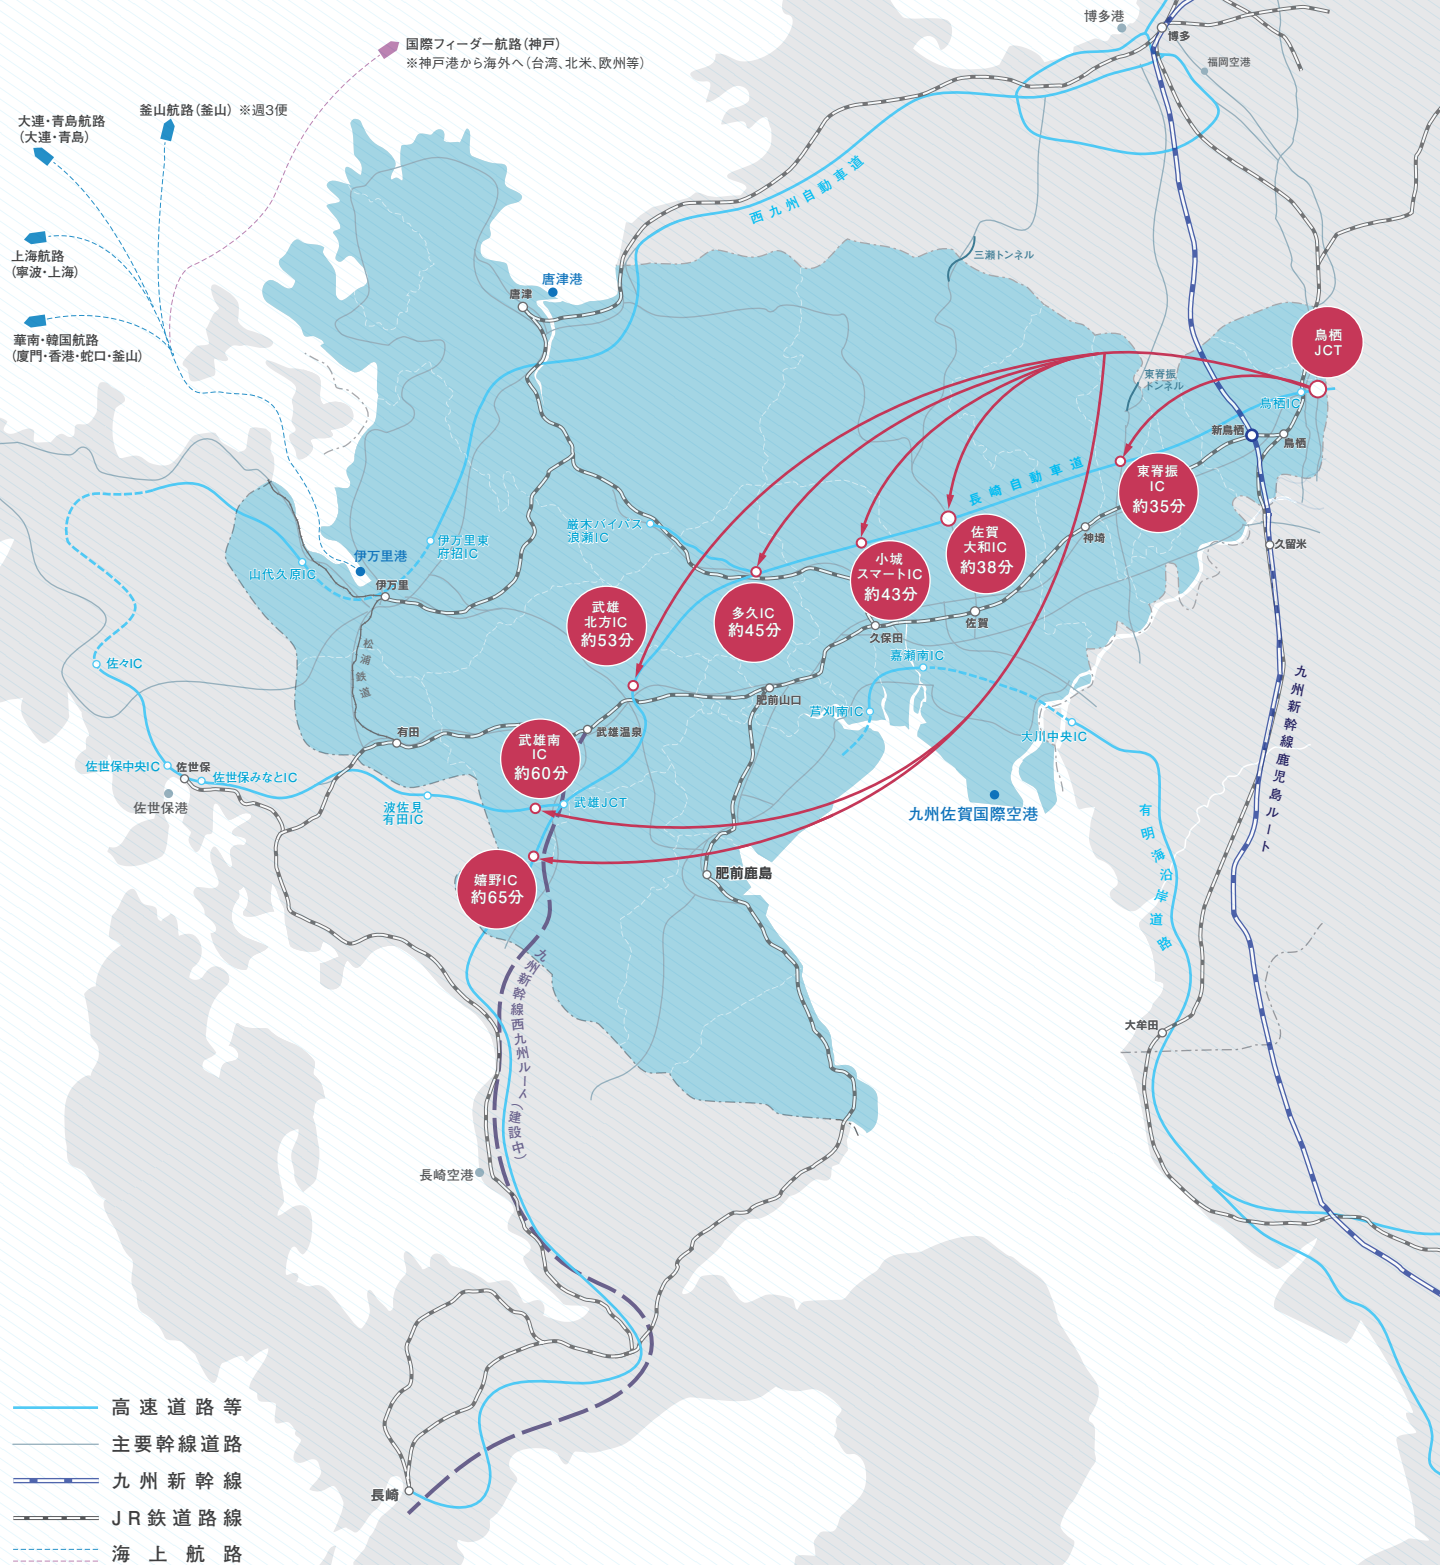 博多港
博多
福岡空港
国際フィーダー航路(神戸)
※神戸港から海外へ(台湾、北米、欧州等)
釜山航路(釜山) ※週3便
大連・青島航路
(大連・青島)
上海航路
(寧波・上海)
華南・韓国航路
(廈門・香港・蛇口・釜山)
西九州自動車道
三瀬トンネル
唐津港
唐津
鳥栖
JCT
東脊振
トンネル
鳥栖IC
新鳥栖
鳥栖
長崎自動車道
東脊振
IC
約35分
佐賀
大和IC
約38分
小城
スマートIC
約43分
多久IC
約45分
武雄
北方IC
約53分
厳木バイパス
浪瀬IC
伊万里東
府招IC
伊万里港
山代久原IC
伊万里
神埼
久留米
佐賀
久保田
嘉瀬南IC
芦刈南IC
肥前山口
大川中央IC
松浦鉄道
佐々IC
有田
武雄温泉
武雄南
IC
約60分
佐世保中央IC
佐世保
佐世保みなとIC
佐世保港
波佐見
有田IC
武雄JCT
九州佐賀国際空港
九州新幹線鹿児島ルート
有明海沿岸道路
肥前鹿島
嬉野IC
約65分
九州新幹線西九州ルート(建設中)
大牟田
長崎空港
長崎
高速道路等
主要幹線道路
九州新幹線
JR鉄道路線
海上航路